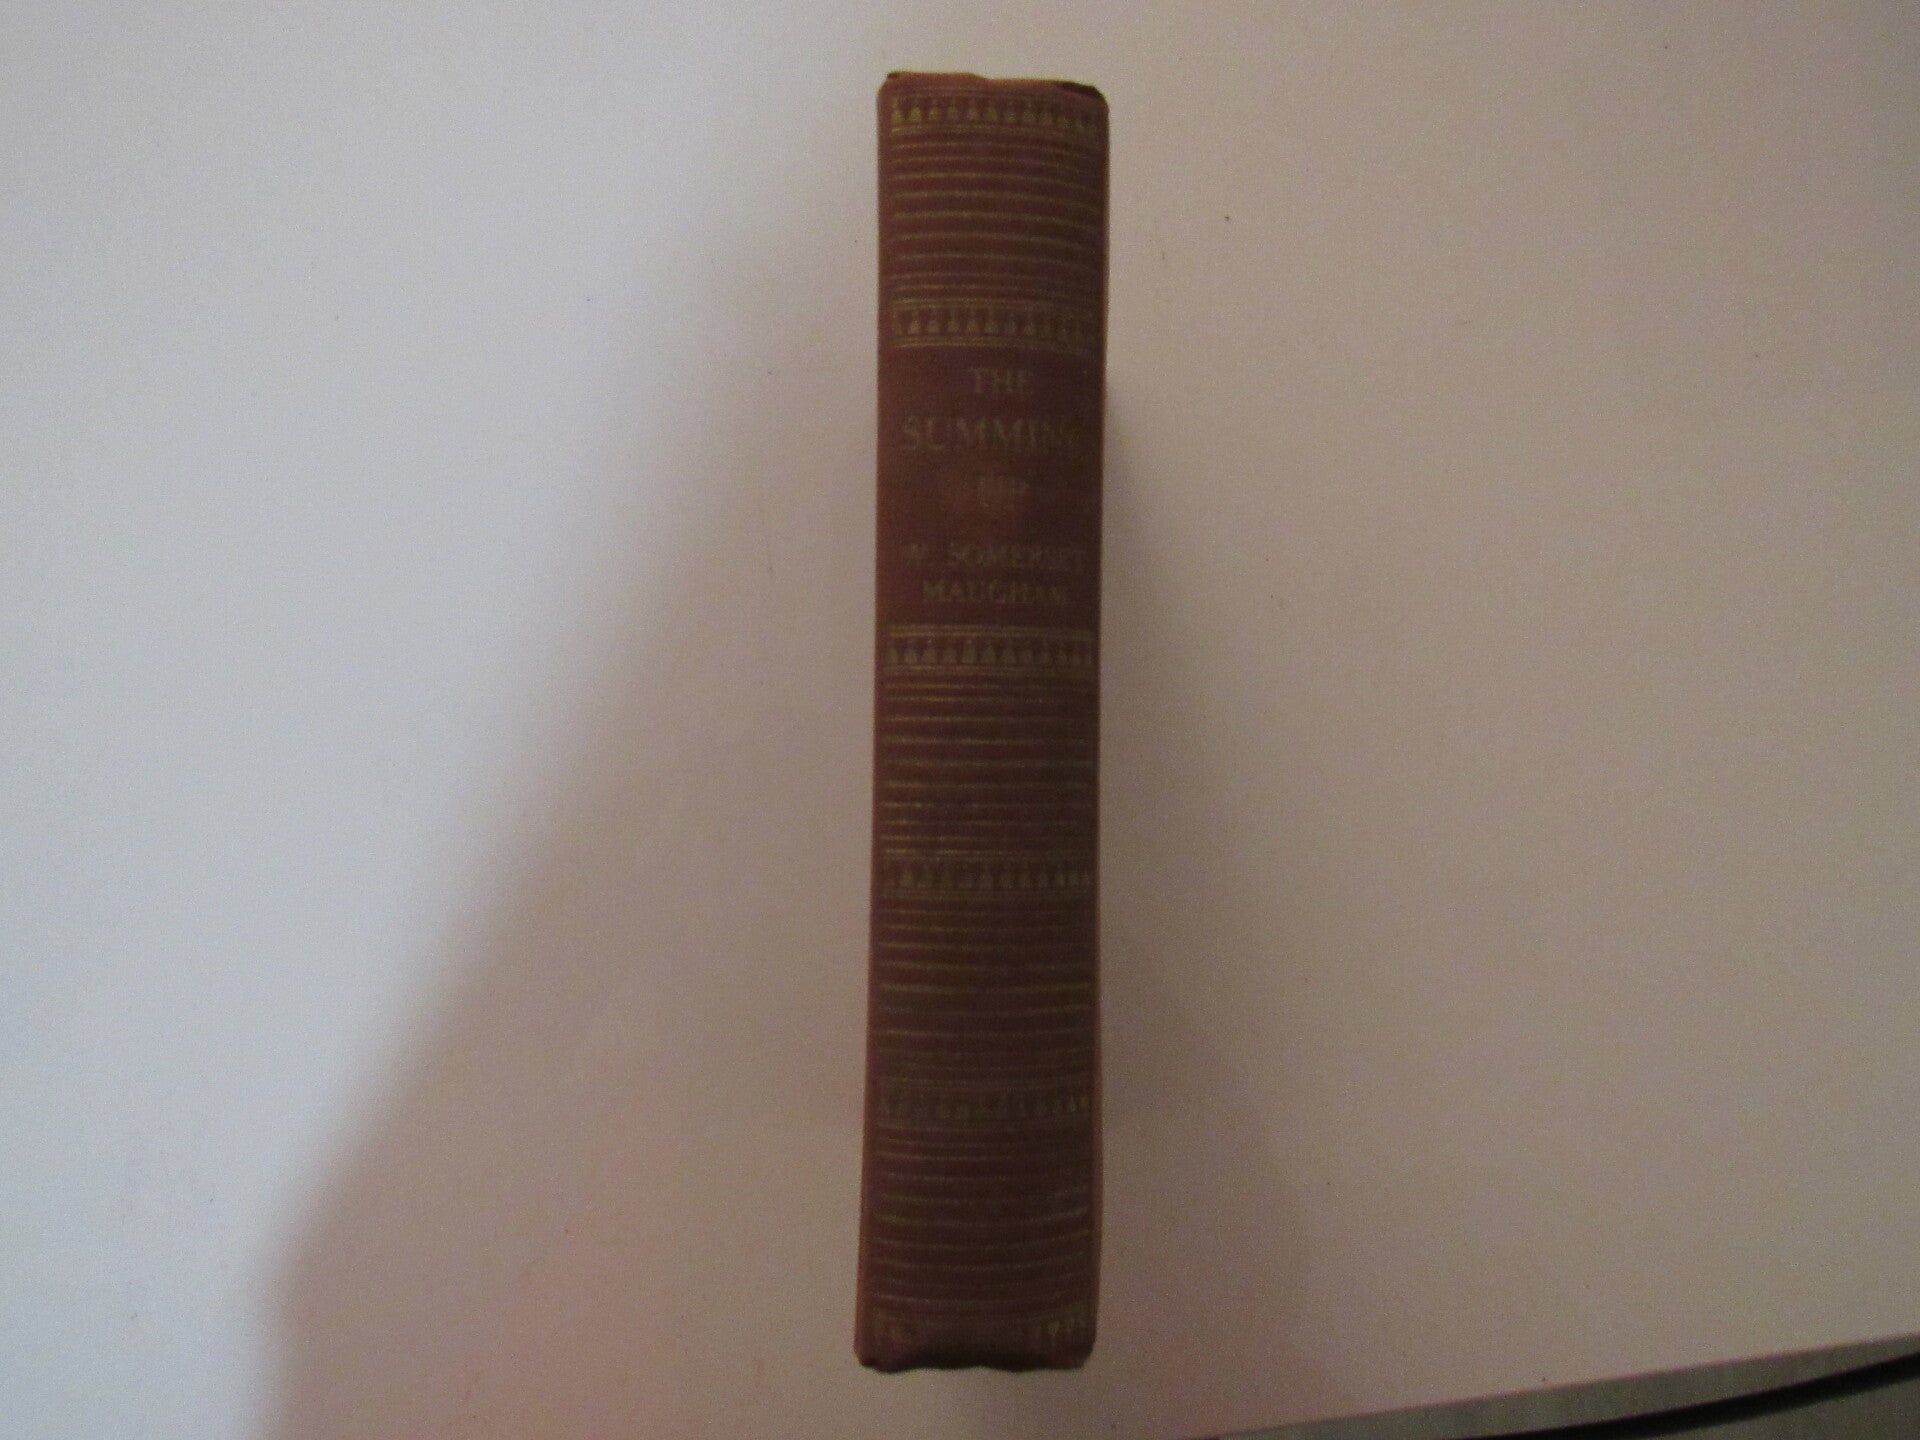 THE
SUMMING
UP
W. SOMERSET
MAUGHAM